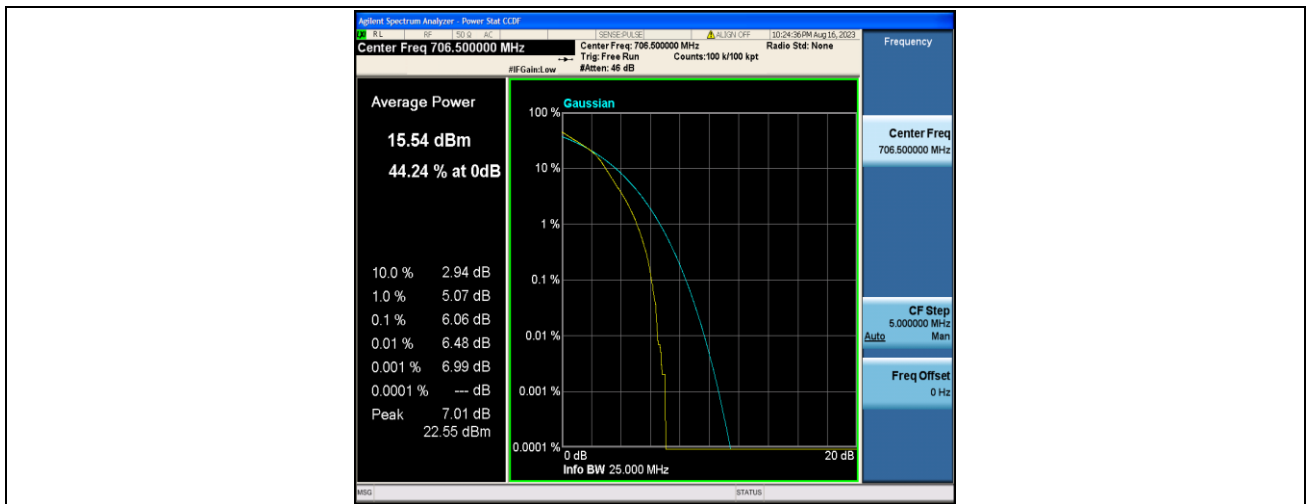 Agilent Spectrum Analyzer - Power Stat CCDF
RL RF 50 Ω AC SENSE:PULSE ALIGN OFF 10:24:36 PM Aug 16, 2023
Center Freq 706.500000 MHz
Center Freq: 706.500000 MHz Radio Std: None
Trig: Free Run Counts:100 k/100 kpt
#IFGain:Low #Atten: 46 dB
Frequency
Average Power
15.54 dBm
44.24 % at 0dB
10.0 % 2.94 dB
1.0 % 5.07 dB
0.1 % 6.06 dB
0.01 % 6.48 dB
0.001 % 6.99 dB
0.0001 % --- dB
Peak 7.01 dB
22.55 dBm
Gaussian
100 %
10 %
1 %
0.1 %
0.01 %
0.001 %
0.0001 %
0 dB 20 dB
Info BW 25.000 MHz
Center Freq
706.500000 MHz
CF Step
5.000000 MHz
Auto Man
Freq Offset
0 Hz
MSG STATUS